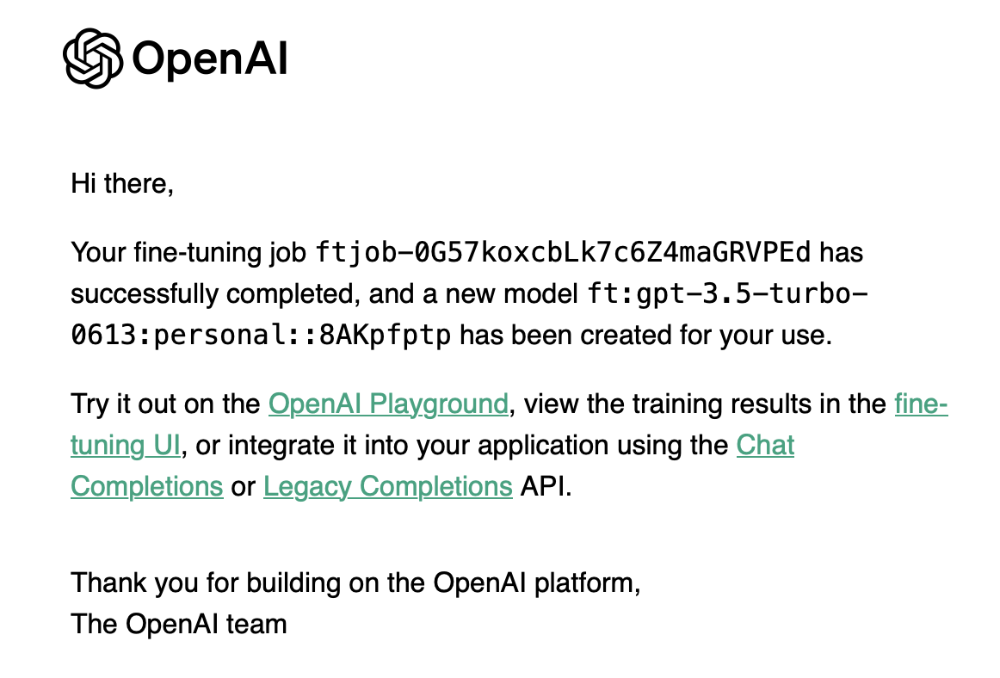 OpenAI
Hi there,
Your fine-tuning job ftjob-0G57koxcbLk7c6Z4maGRVPEd has
successfully completed, and a new model ft:gpt-3.5-turbo-
0613:personal::8AKpfptp has been created for your use.
Try it out on the OpenAI Playground, view the training results in the fine-
tuning UI, or integrate it into your application using the Chat
Completions or Legacy Completions API.
Thank you for building on the OpenAI platform,
The OpenAI team